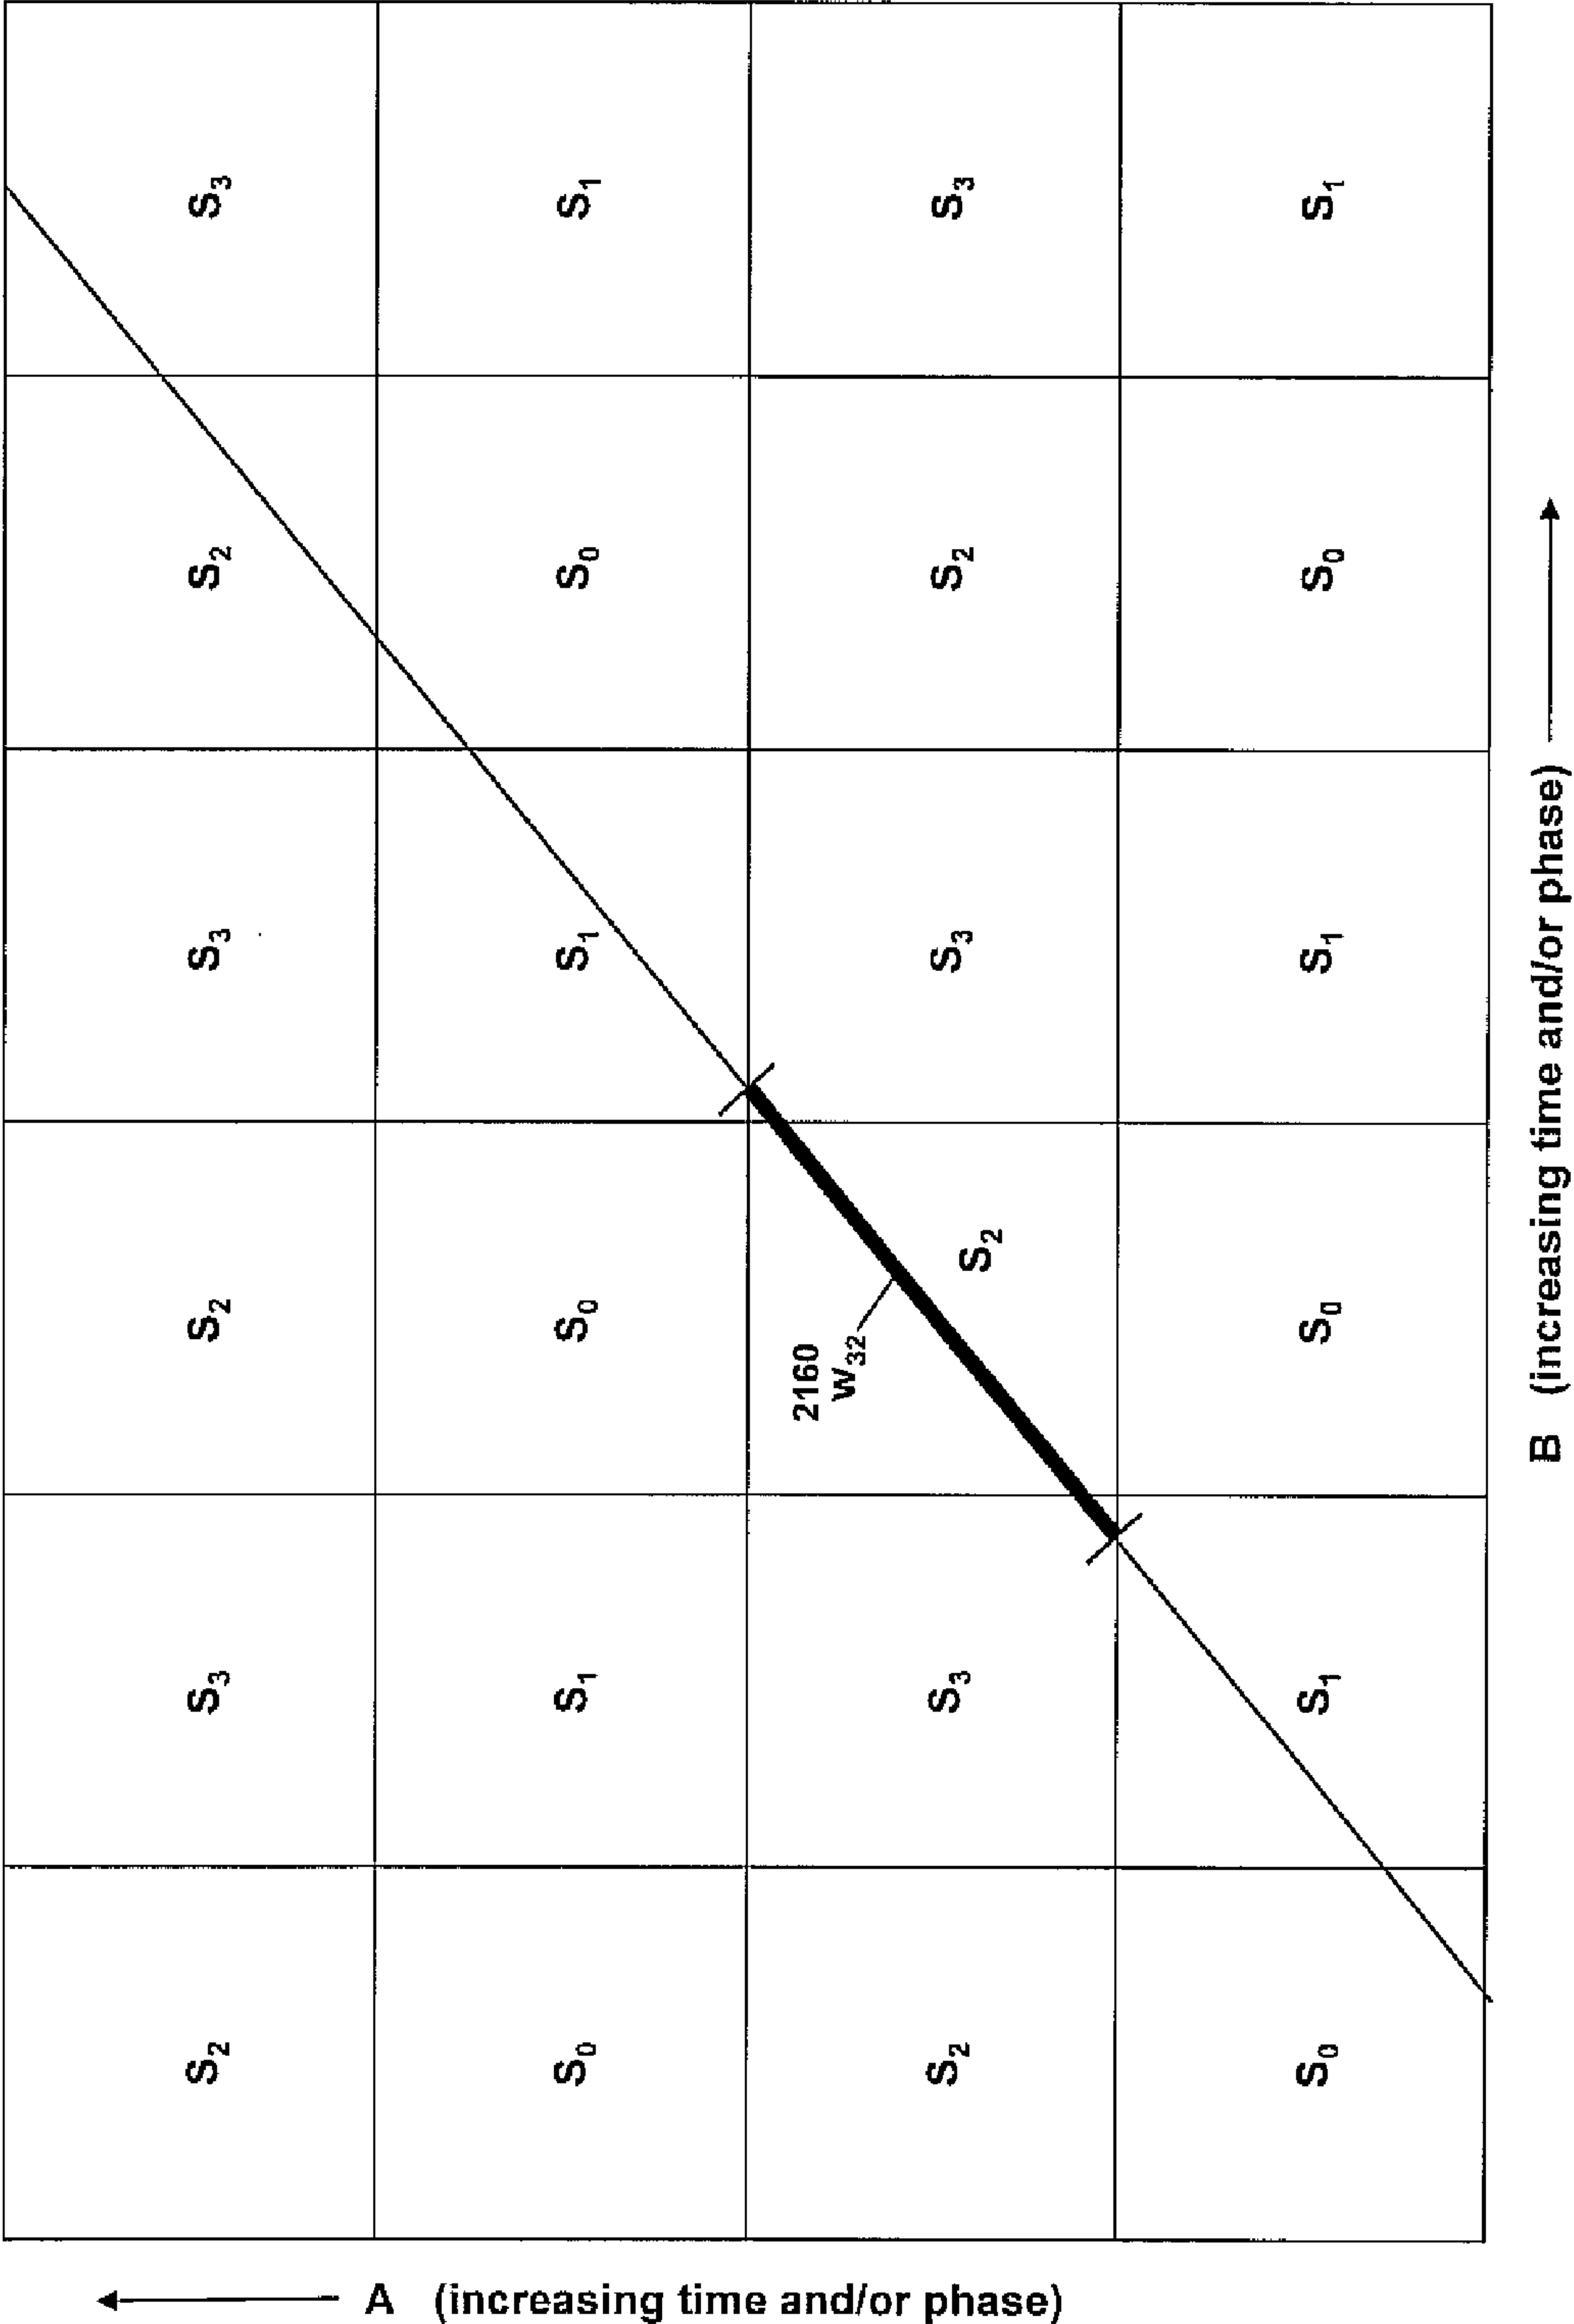 A (increasing time and/or phase)
S₂ S₃ S₂ S₃ S₂ S₃
S₀ S₁ S₀ S₁ S₀ S₁
2160
W₃₂
S₂ S₃ S₂ S₃ S₂ S₃
S₀ S₁ S₀ S₁ S₀ S₁
B (increasing time and/or phase)